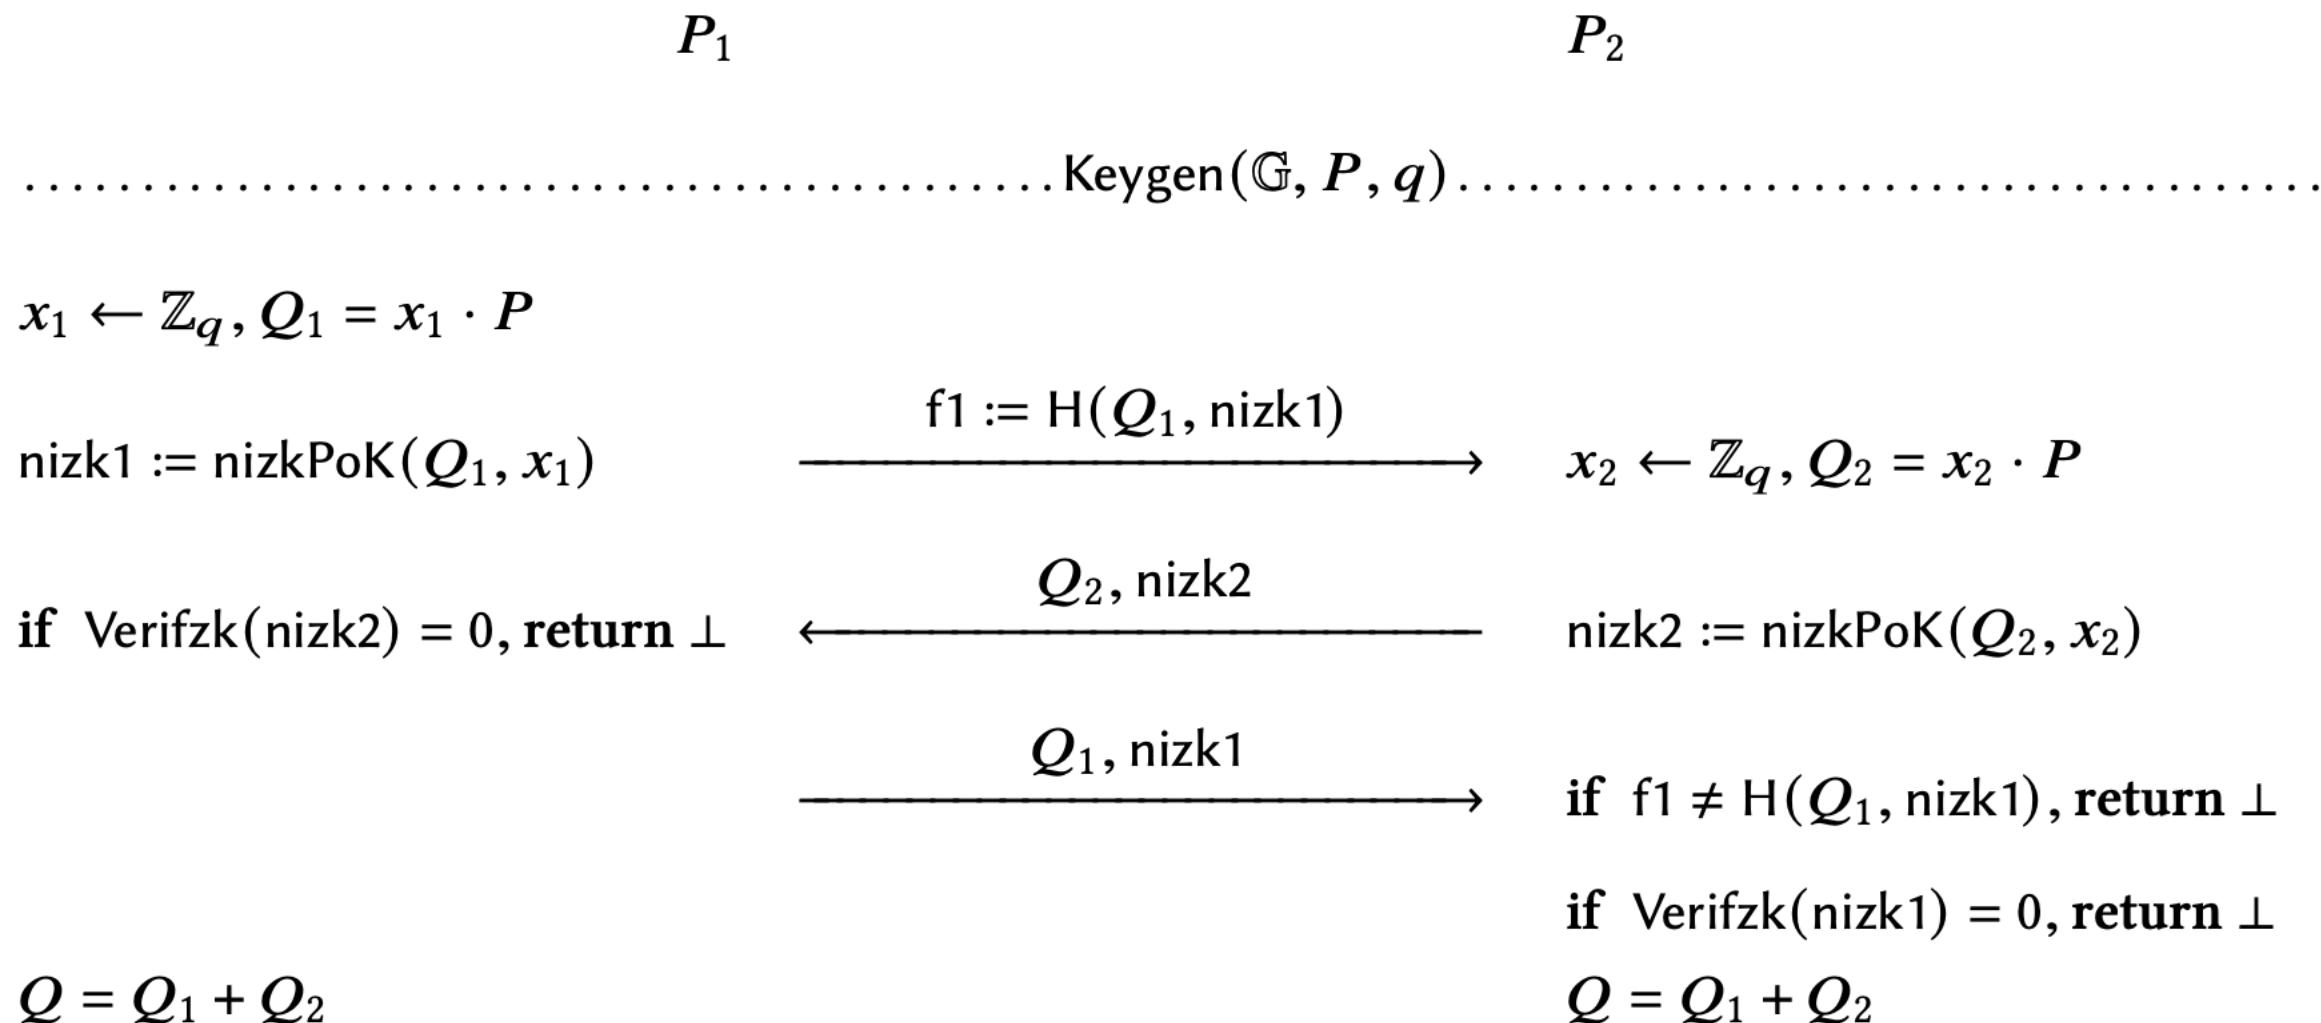 P₁ P₂
........................................Keygen(𝔾, P, q)........................................
x₁ ← ℤ_q, Q₁ = x₁ · P
f1 := H(Q₁, nizk1)
nizk1 := nizkPoK(Q₁, x₁) ⟶ x₂ ← ℤ_q, Q₂ = x₂ · P
Q₂, nizk2
if Verifzk(nizk2) = 0, return ⊥ ⟵ nizk2 := nizkPoK(Q₂, x₂)
Q₁, nizk1
⟶ if f1 ≠ H(Q₁, nizk1), return ⊥
if Verifzk(nizk1) = 0, return ⊥
Q = Q₁ + Q₂ Q = Q₁ + Q₂